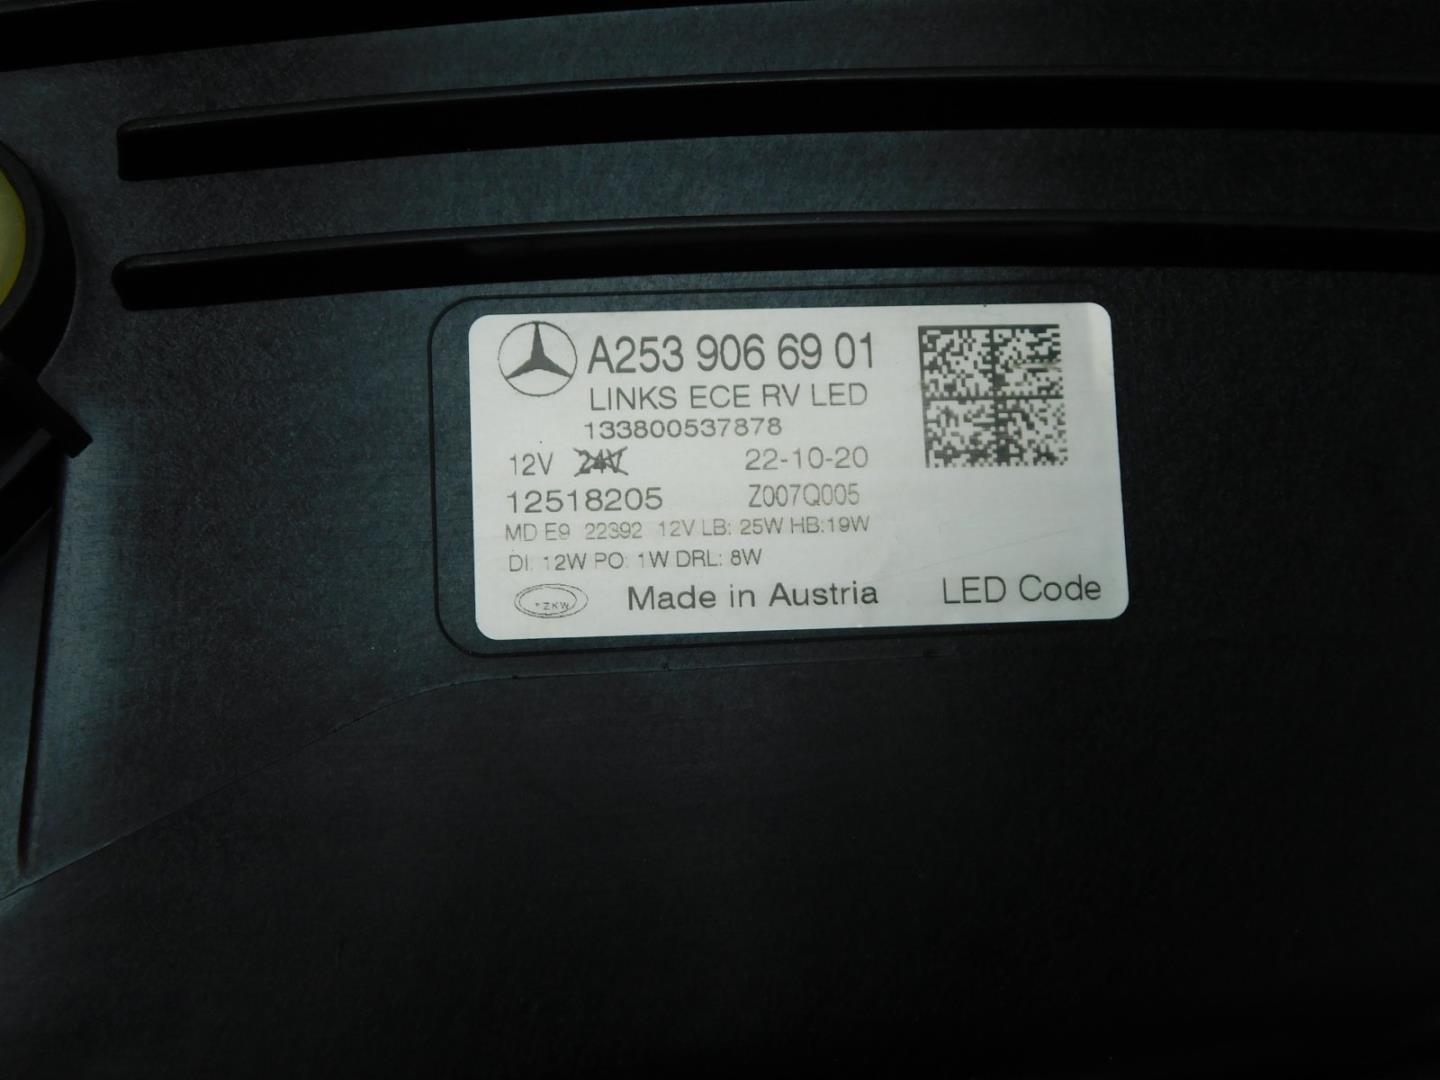 A253 906 69 01
LINKS ECE RV LED
133800537878
12V 24V 22-10-20
12518205 Z007Q005
MD E9 22392 12V LB: 25W HB:19W
DI: 12W PO: 1W DRL: 8W
ZKW Made in Austria LED Code